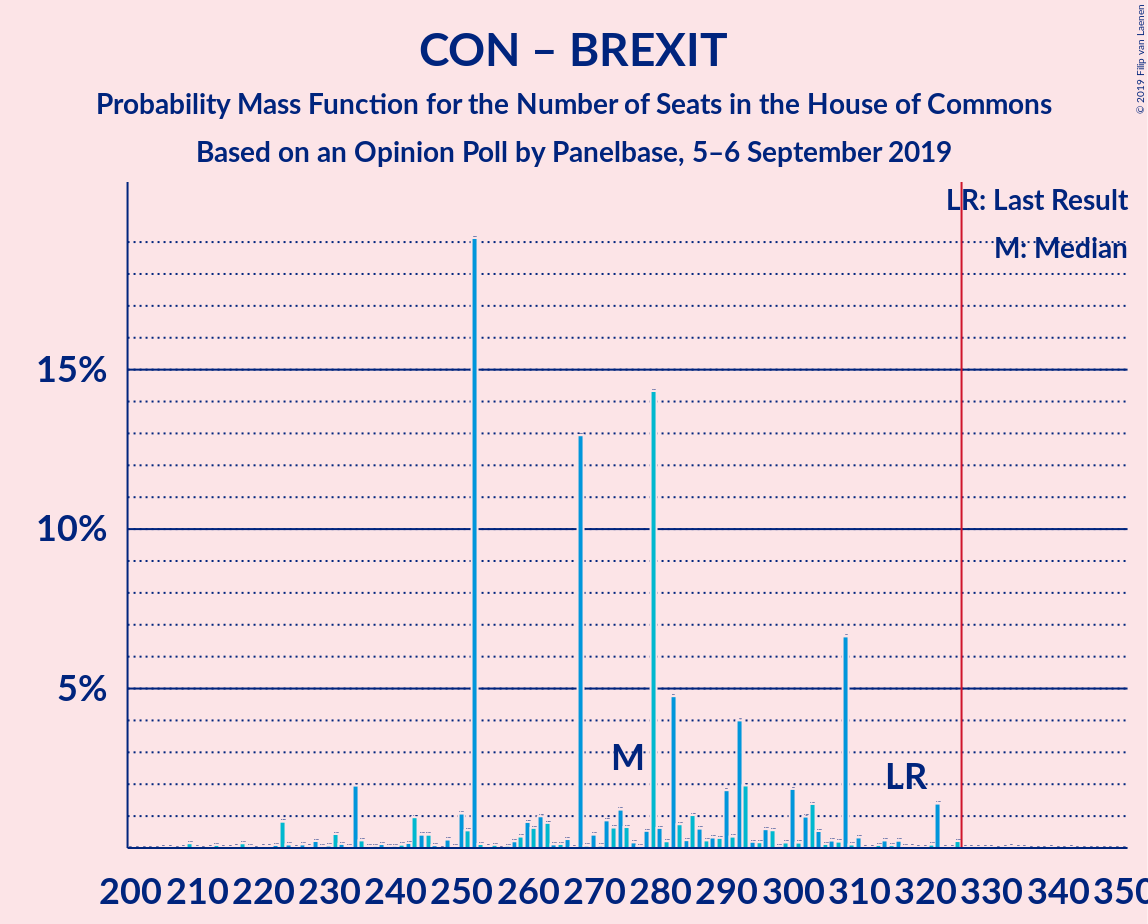 CON – BREXIT
Probability Mass Function for the Number of Seats in the House of Commons
Based on an Opinion Poll by Panelbase, 5–6 September 2019
© 2019 Filip van Laenen
LR: Last Result
M: Median
15%
10%
5%
M
LR
200 210 220 230 240 250 260 270 280 290 300 310 320 330 340 350